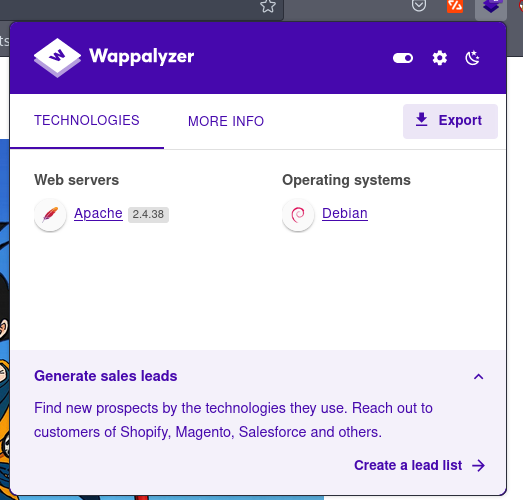 ts
Wappalyzer
TECHNOLOGIES
MORE INFO
Export
Web servers
Operating systems
Apache 2.4.38
Debian
Generate sales leads
Find new prospects by the technologies they use. Reach out to
customers of Shopify, Magento, Salesforce and others.
Create a lead list